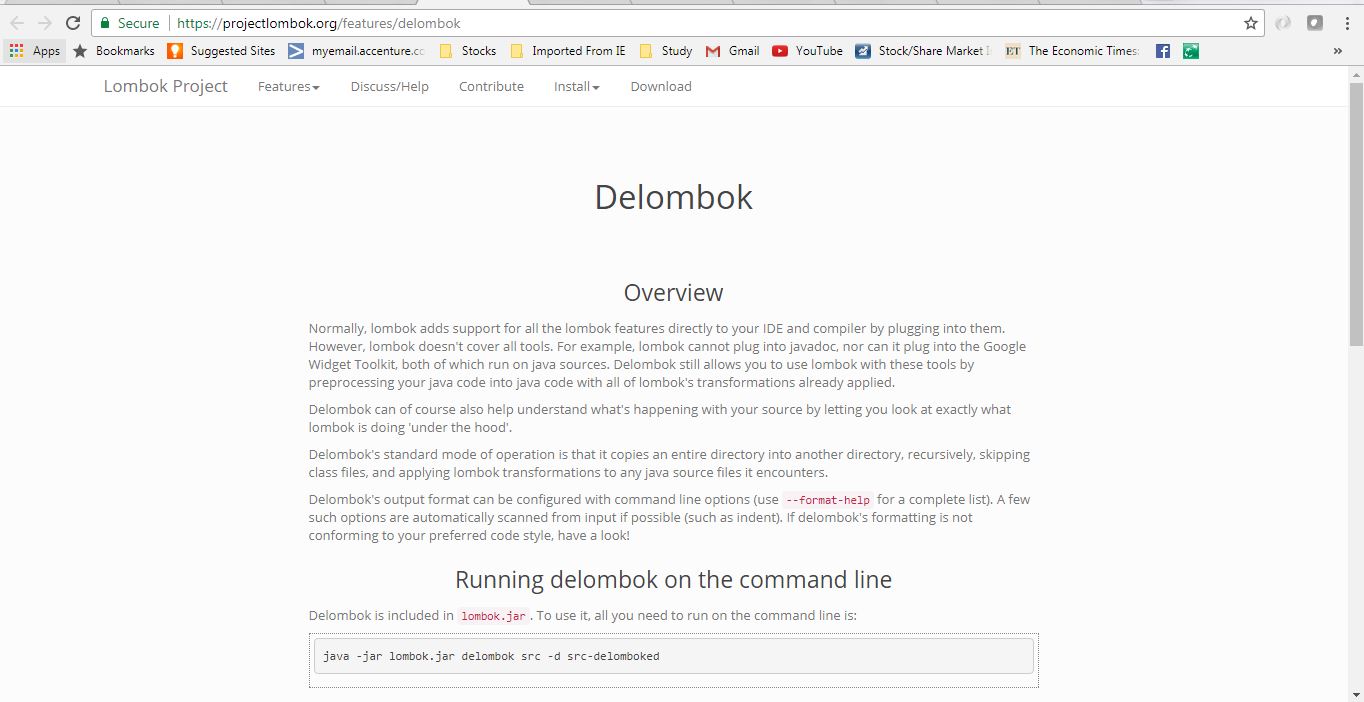 Secure https://projectlombok.org/features/delombok
Apps Bookmarks Suggested Sites myemail.accenture.co Stocks Imported From IE Study Gmail YouTube Stock/Share Market ET The Economic Times: »
Lombok Project Features Discuss/Help Contribute Install Download
Delombok
Overview
Normally, lombok adds support for all the lombok features directly to your IDE and compiler by plugging into them.
However, lombok doesn't cover all tools. For example, lombok cannot plug into javadoc, nor can it plug into the Google
Widget Toolkit, both of which run on java sources. Delombok still allows you to use lombok with these tools by
preprocessing your java code into java code with all of lombok's transformations already applied.
Delombok can of course also help understand what's happening with your source by letting you look at exactly what
lombok is doing 'under the hood'.
Delombok's standard mode of operation is that it copies an entire directory into another directory, recursively, skipping
class files, and applying lombok transformations to any java source files it encounters.
Delombok's output format can be configured with command line options (use --format-help for a complete list). A few
such options are automatically scanned from input if possible (such as indent). If delombok's formatting is not
conforming to your preferred code style, have a look!
Running delombok on the command line
Delombok is included in lombok.jar. To use it, all you need to run on the command line is:
java -jar lombok.jar delombok src -d src-delomboked